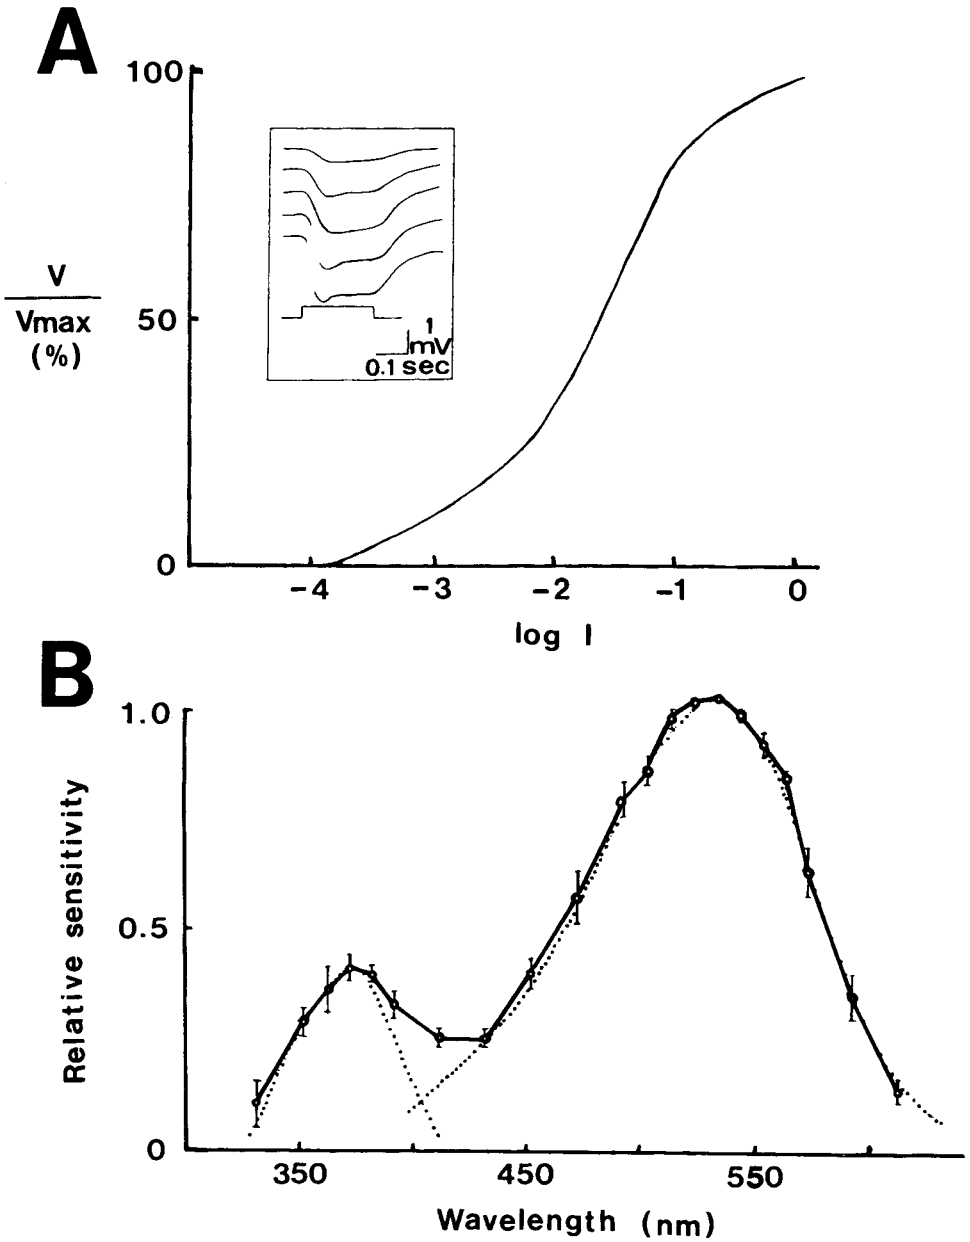 A
100
50
0
V
Vmax
(%)
1
mV
0.1 sec
-4 -3 -2 -1 0
log I
B
1.0
0.5
0
Relative sensitivity
350 450 550
Wavelength (nm)